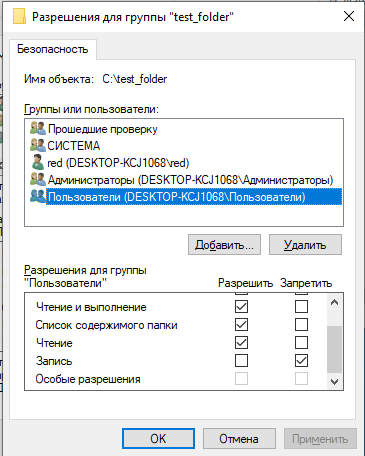 Разрешения для группы "test_folder"
Безопасность
Имя объекта: C:\test_folder
Группы или пользователи:
Прошедшие проверку
СИСТЕМА
red (DESKTOP-KCJ1068\red)
Администраторы (DESKTOP-KCJ1068\Администраторы)
Пользователи (DESKTOP-KCJ1068\Пользователи)
Добавить... Удалить
Разрешения для группы
"Пользователи" Разрешить Запретить
Чтение и выполнение
Список содержимого папки
Чтение
Запись
Особые разрешения
OK Отмена Применить